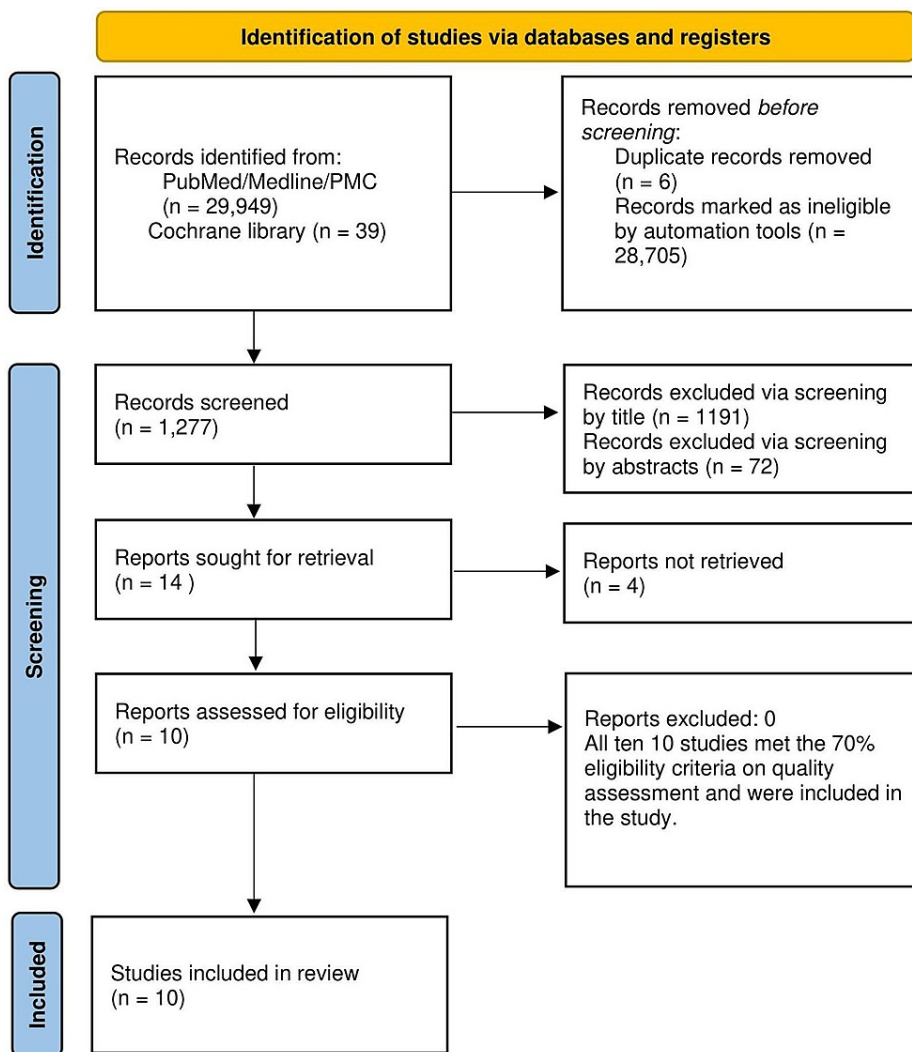 Identification of studies via databases and registers
Identification
Records identified from:
PubMed/Medline/PMC
(n = 29,949)
Cochrane library (n = 39)
Records removed before
screening:
Duplicate records removed
(n = 6)
Records marked as ineligible
by automation tools (n =
28,705)
Screening
Records screened
(n = 1,277)
Records excluded via screening
by title (n = 1191)
Records excluded via screening
by abstracts (n = 72)
Reports sought for retrieval
(n = 14 )
Reports not retrieved
(n = 4)
Reports assessed for eligibility
(n = 10)
Reports excluded: 0
All ten 10 studies met the 70%
eligibility criteria on quality
assessment and were included in
the study.
Included
Studies included in review
(n = 10)